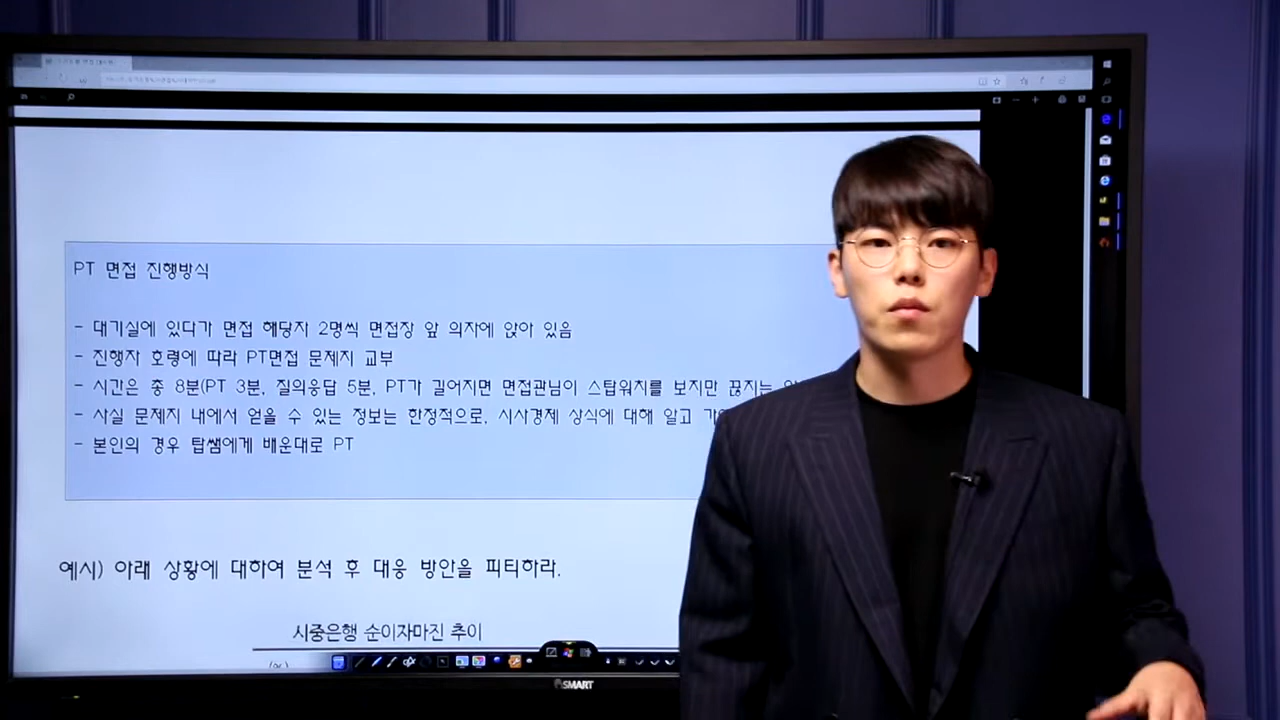 PT 면접 진행방식
- 대기실에 있다가 면접 해당자 2명씩 면접장 앞 의자에 앉아 있음
- 진행자 호령에 따라 PT면접 문제지 교부
- 시간은 총 8분(PT 3분, 질의응답 5분, PT가 길어지면 면접관님이 스탑워치를 보지만 끊지는
- 사실 문제지 내에서 얻을 수 있는 정보는 한정적으로, 시사경제 상식에 대해 알고
- 본인의 경우 탑쌤에게 배운대로 PT
예시) 아래 상황에 대하여 분석 후 대응 방안을 피티하라.
시중은행 순이자마진 추이
SMART